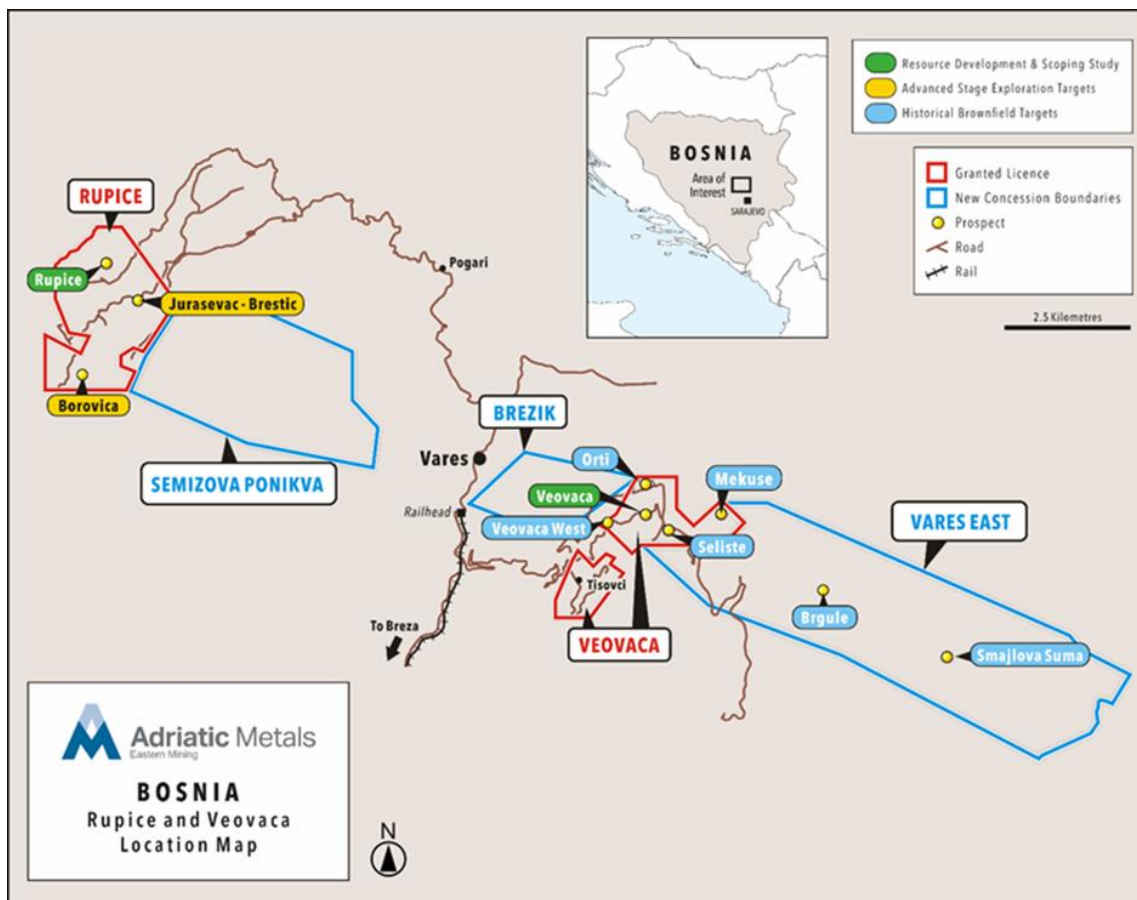 Resource Development & Scoping Study
Advanced Stage Exploration Targets
Historical Brownfield Targets
BOSNIA
Area of
Interest
SARAJEVO
Granted Licence
New Concession Boundaries
Prospect
Road
Rail
2.5 Kilometres
RUPICE
Rupice
Pogari
Jurasevac - Brestic
Borovica
SEMIZOVA PONIKVA
BREZIK
Vares
Orti
Mekuse
Veovaca
Railhead
Veovaca West
VARES EAST
Seliste
Tisovci
Brgule
To Breza
VEOVACA
Smajlova Suma
Adriatic Metals
Eastern Mining
BOSNIA
Rupice and Veovaca
Location Map
N